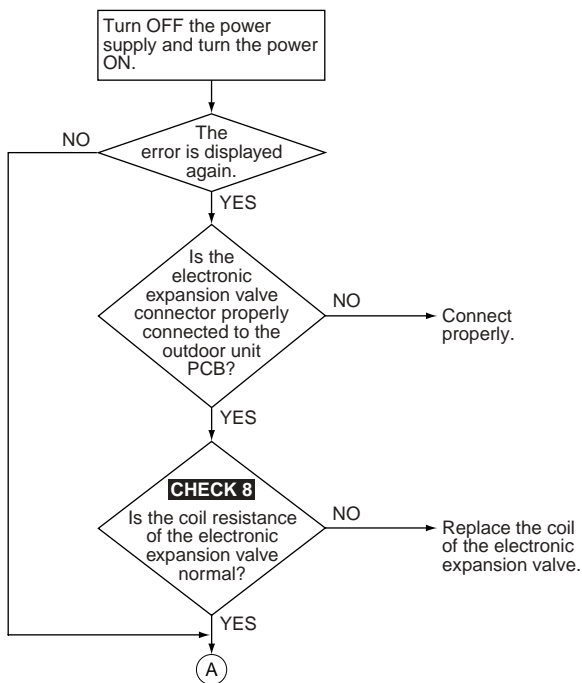 Turn OFF the power
supply and turn the power
ON.
NO
The
error is displayed
again.
YES
Is the
electronic
expansion valve
connector properly
connected to the
outdoor unit
PCB?
NO
Connect
properly.
YES
CHECK 8
Is the coil resistance
of the electronic
expansion valve
normal?
NO
Replace the coil
of the electronic
expansion valve.
YES
A